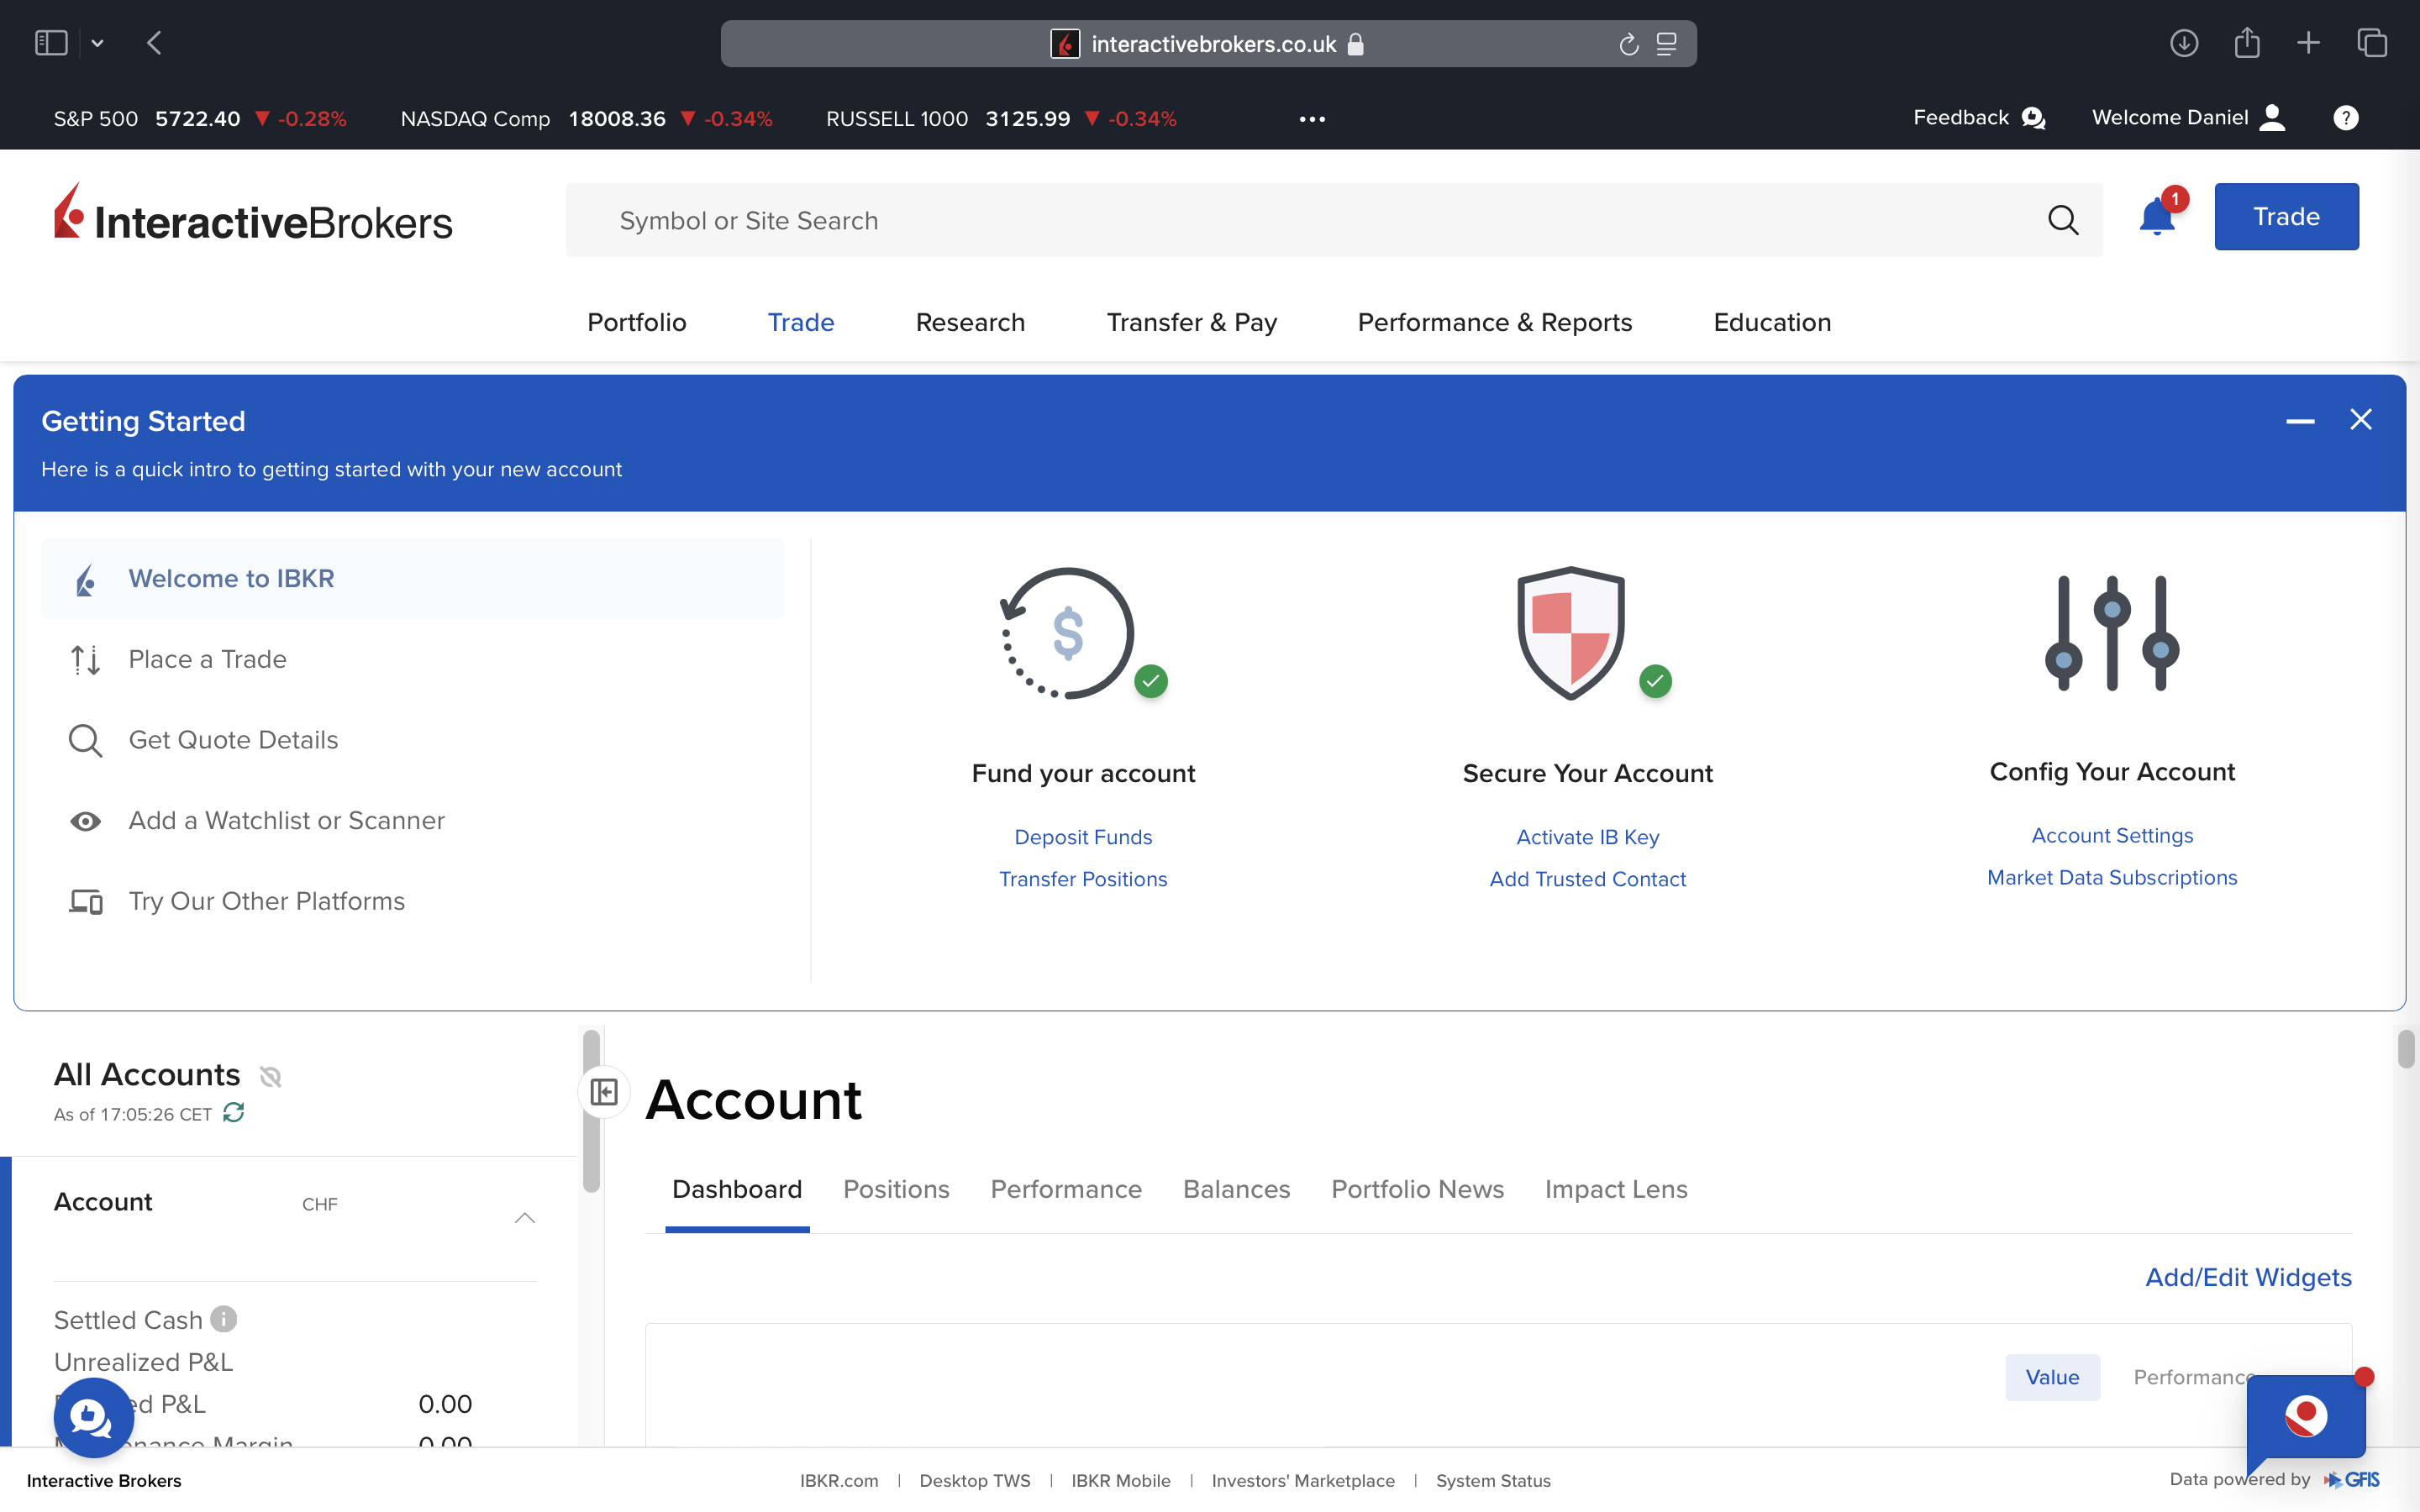 interactivebrokers.co.uk
S&P 500 5722.40 ▼ -0.28% NASDAQ Comp 18008.36 ▼ -0.34% RUSSELL 1000 3125.99 ▼ -0.34% ••• Feedback Welcome Daniel ?
InteractiveBrokers
Symbol or Site Search
1
Trade
Portfolio Trade Research Transfer & Pay Performance & Reports Education
Getting Started
Here is a quick intro to getting started with your new account
Welcome to IBKR
Place a Trade
Get Quote Details
Add a Watchlist or Scanner
Try Our Other Platforms
$
Fund your account
Deposit Funds
Transfer Positions
Secure Your Account
Activate IB Key
Add Trusted Contact
Config Your Account
Account Settings
Market Data Subscriptions
All Accounts
As of 17:05:26 CET
Account CHF
Settled Cash i
Unrealized P&L
ed P&L 0.00
nance Margin 0.00
Account
Dashboard Positions Performance Balances Portfolio News Impact Lens
Add/Edit Widgets
Value Performance
Interactive Brokers
IBKR.com | Desktop TWS | IBKR Mobile | Investors' Marketplace | System Status
Data powered by GFIS